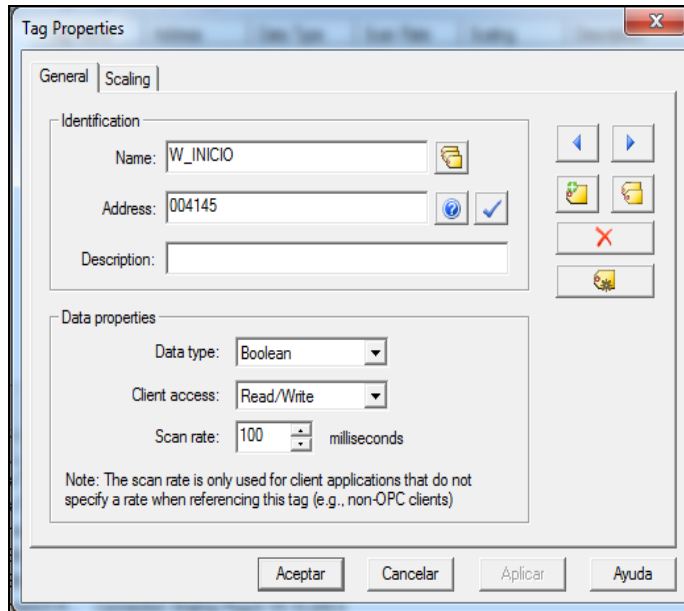 Tag Properties
General
Scaling
Identification
Name: W_INICIO
Address: 004145
Description:
Data properties
Data type: Boolean
Client access: Read/Write
Scan rate: 100 milliseconds
Note: The scan rate is only used for client applications that do not
specify a rate when referencing this tag (e.g., non-OPC clients)
Aceptar
Cancelar
Aplicar
Ayuda